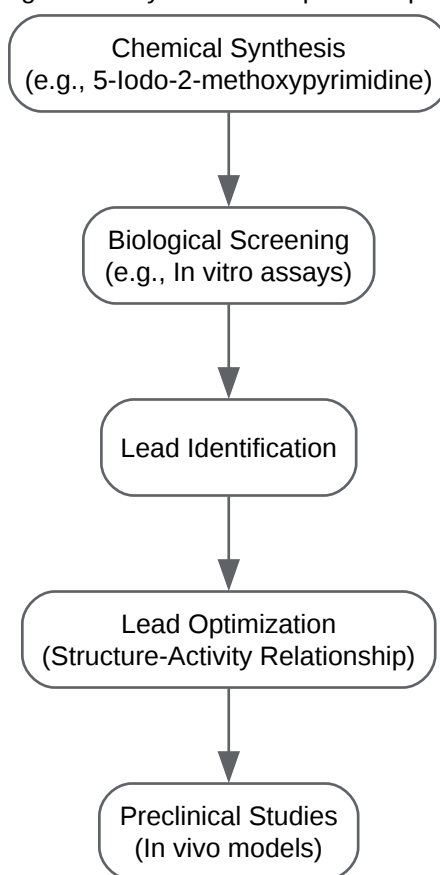 Chemical Synthesis
(e.g., 5-Iodo-2-methoxypyrimidine)
Biological Screening
(e.g., In vitro assays)
Lead Identification
Lead Optimization
(Structure-Activity Relationship)
Preclinical Studies
(In vivo models)